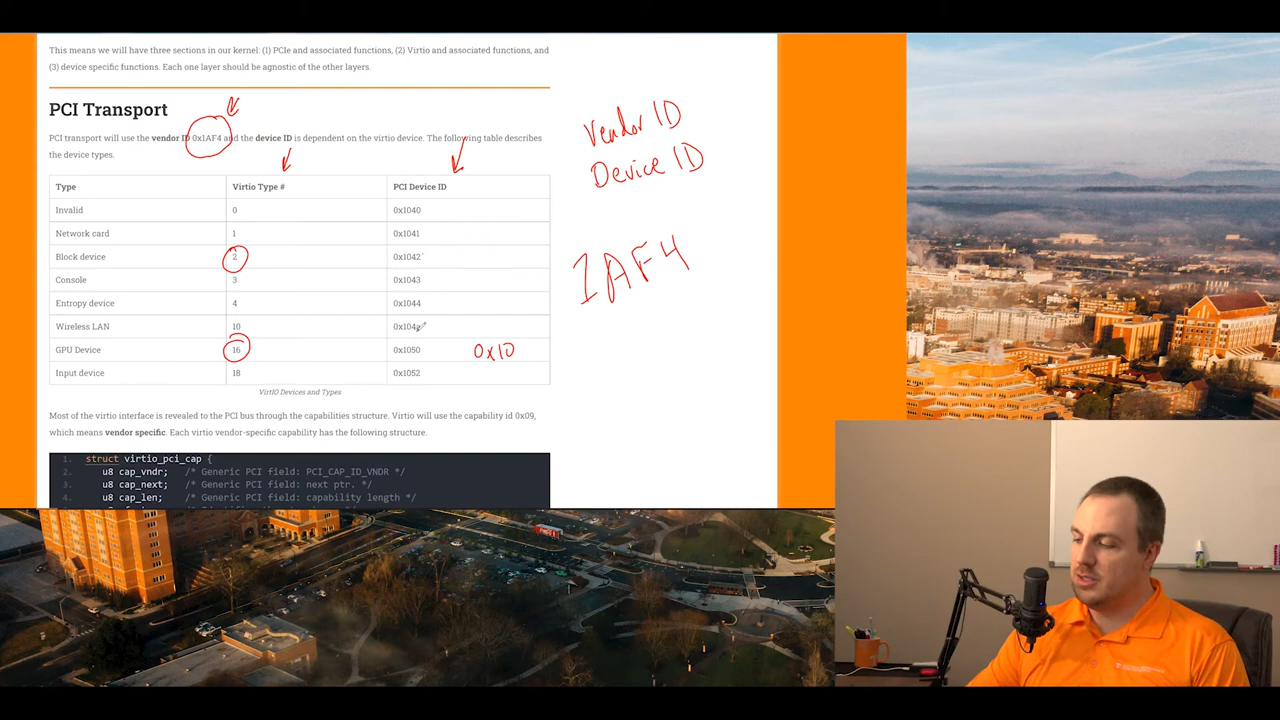 This means we will have three sections in our kernel: (1) PCIe and associated functions, (2) Virtio and associated functions, and
(3) device specific functions. Each one layer should be agnostic of the other layers.
PCI Transport
PCI transport will use the vendor ID 0x1AF4 and the device ID is dependent on the virtio device. The following table describes
the device types.
Type Virtio Type # PCI Device ID
Invalid 0 0x1040
Network card 1 0x1041
Block device 2 0x1042
Console 3 0x1043
Entropy device 4 0x1044
Wireless LAN 10
GPU Device 16 0x1050 0x10
Input device 18 0x1052
VirtIO Devices and Types
Most of the virtio interface is revealed to the PCI bus through the capabilities structure. Virtio will use the capability id 0x09,
which means vendor specific. Each virtio vendor-specific capability has the following structure.
1. struct virtio_pci_cap {
2. u8 cap_vndr; /* Generic PCI field: PCI_CAP_ID_VNDR */
3. u8 cap_next; /* Generic PCI field: next ptr. */
4. u8 cap_len; /* Generic PCI field: capability length */
Vendor ID
Device ID
1AF4